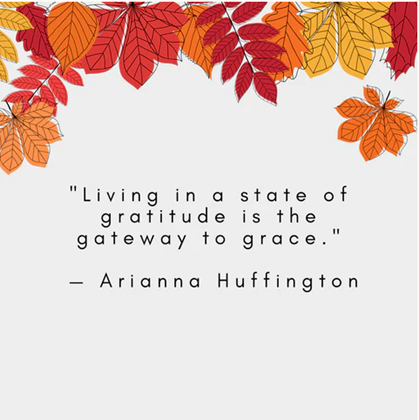 "Living in a state of
gratitude is the
gateway to grace."
— Arianna Huffington